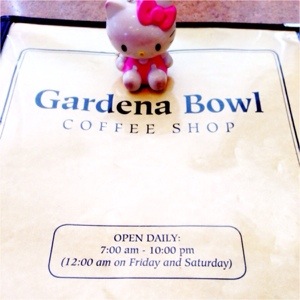 Gardena Bowl
COFFEE SHOP
OPEN DAILY:
7:00 am - 10:00 pm
(12:00 am on Friday and Saturday)